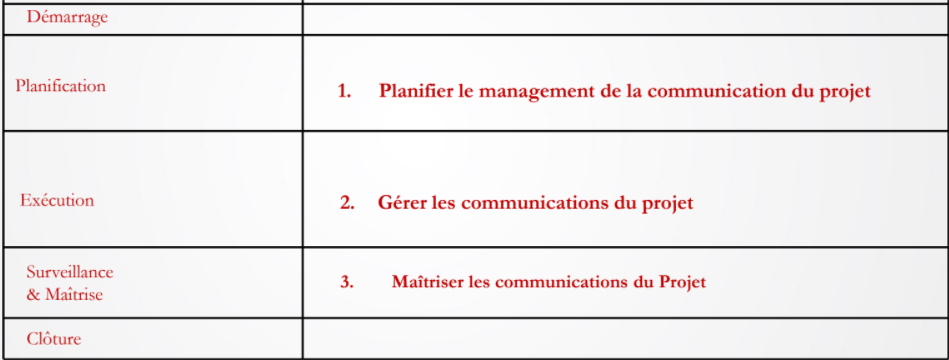 Démarrage
Planification
1. Planifier le management de la communication du projet
Exécution
2. Gérer les communications du projet
Surveillance
& Maîtrise
3. Maîtriser les communications du Projet
Clôture